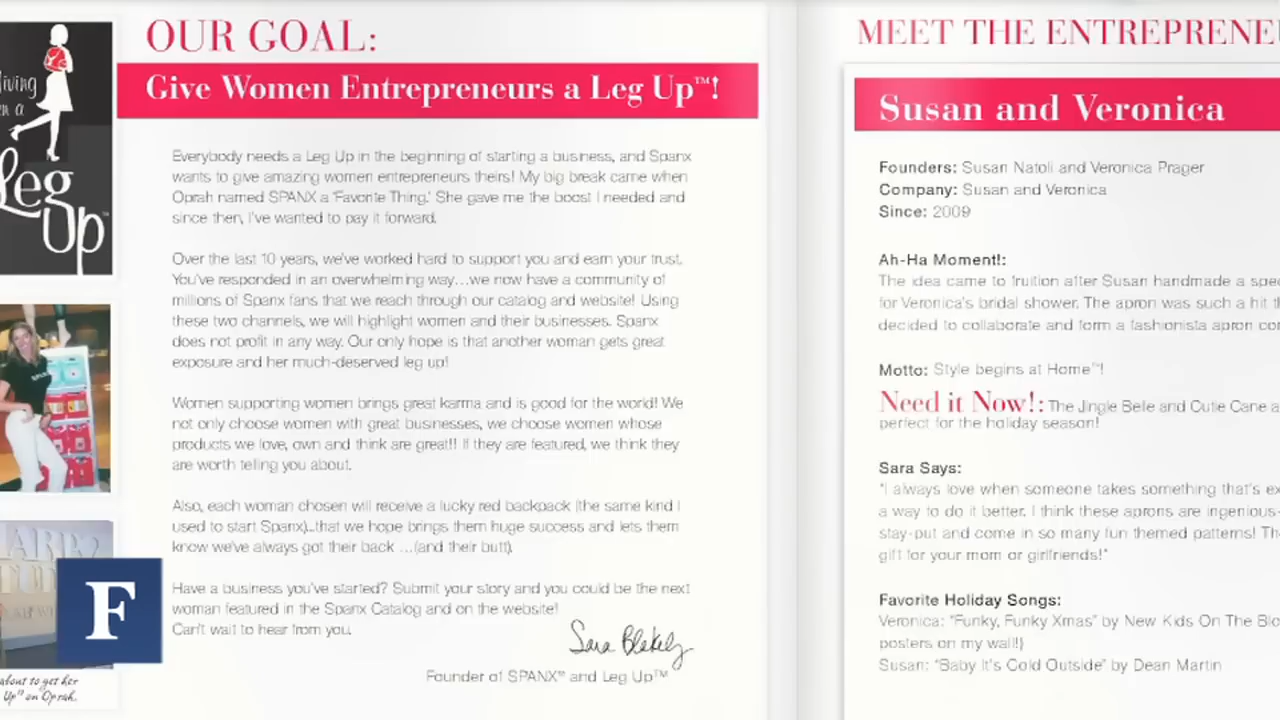 giving
Leg
Up™
about to get her
Up" on Oprah.
F
OUR GOAL:
Give Women Entrepreneurs a Leg Up™!
Everybody needs a Leg Up in the beginning of starting a business, and Spanx
wants to give amazing women entrepreneurs theirs! My big break came when
Oprah named SPANX a 'Favorite Thing.' She gave me the boost I needed and
since then, I've wanted to pay it forward.
Over the last 10 years, we've worked hard to support you and earn your trust.
You've responded in an overwhelming way...we now have a community of
millions of Spanx fans that we reach through our catalog and website! Using
these two channels, we will highlight women and their businesses. Spanx
does not profit in any way. Our only hope is that another woman gets great
exposure and her much-deserved leg up!
Women supporting women brings great karma and is good for the world! We
not only choose women with great businesses, we choose women whose
products we love, own and think are great!! If they are featured, we think they
are worth telling you about.
Also, each woman chosen will receive a lucky red backpack (the same kind I
used to start Spanx)...that we hope brings them huge success and lets them
know we've always got their back ...(and their butt).
Have a business you've started? Submit your story and you could be the next
woman featured in the Spanx Catalog and on the website!
Can't wait to hear from you.
Sara Blakely
Founder of SPANX® and Leg Up™
MEET THE ENTREPRENE
Susan and Veronica
Founders: Susan Natoli and Veronica Prager
Company: Susan and Veronica
Since: 2009
Ah-Ha Moment!:
The idea came to fruition after Susan handmade a spec
for Veronica's bridal shower. The apron was such a hit th
decided to collaborate and form a fashionista apron co
Motto: Style begins at Home™!
Need it Now!: The Jingle Belle and Cutie Cane a
perfect for the holiday season!
Sara Says:
"I always love when someone takes something that's ex
a way to do it better. I think these aprons are ingenious-
stay-put and come in so many fun themed patterns! Th
gift for your mom or girlfriends!"
Favorite Holiday Songs:
Veronica: "Funky, Funky Xmas" by New Kids On The Blo
posters on my wall!)
Susan: "Baby It's Cold Outside" by Dean Martin